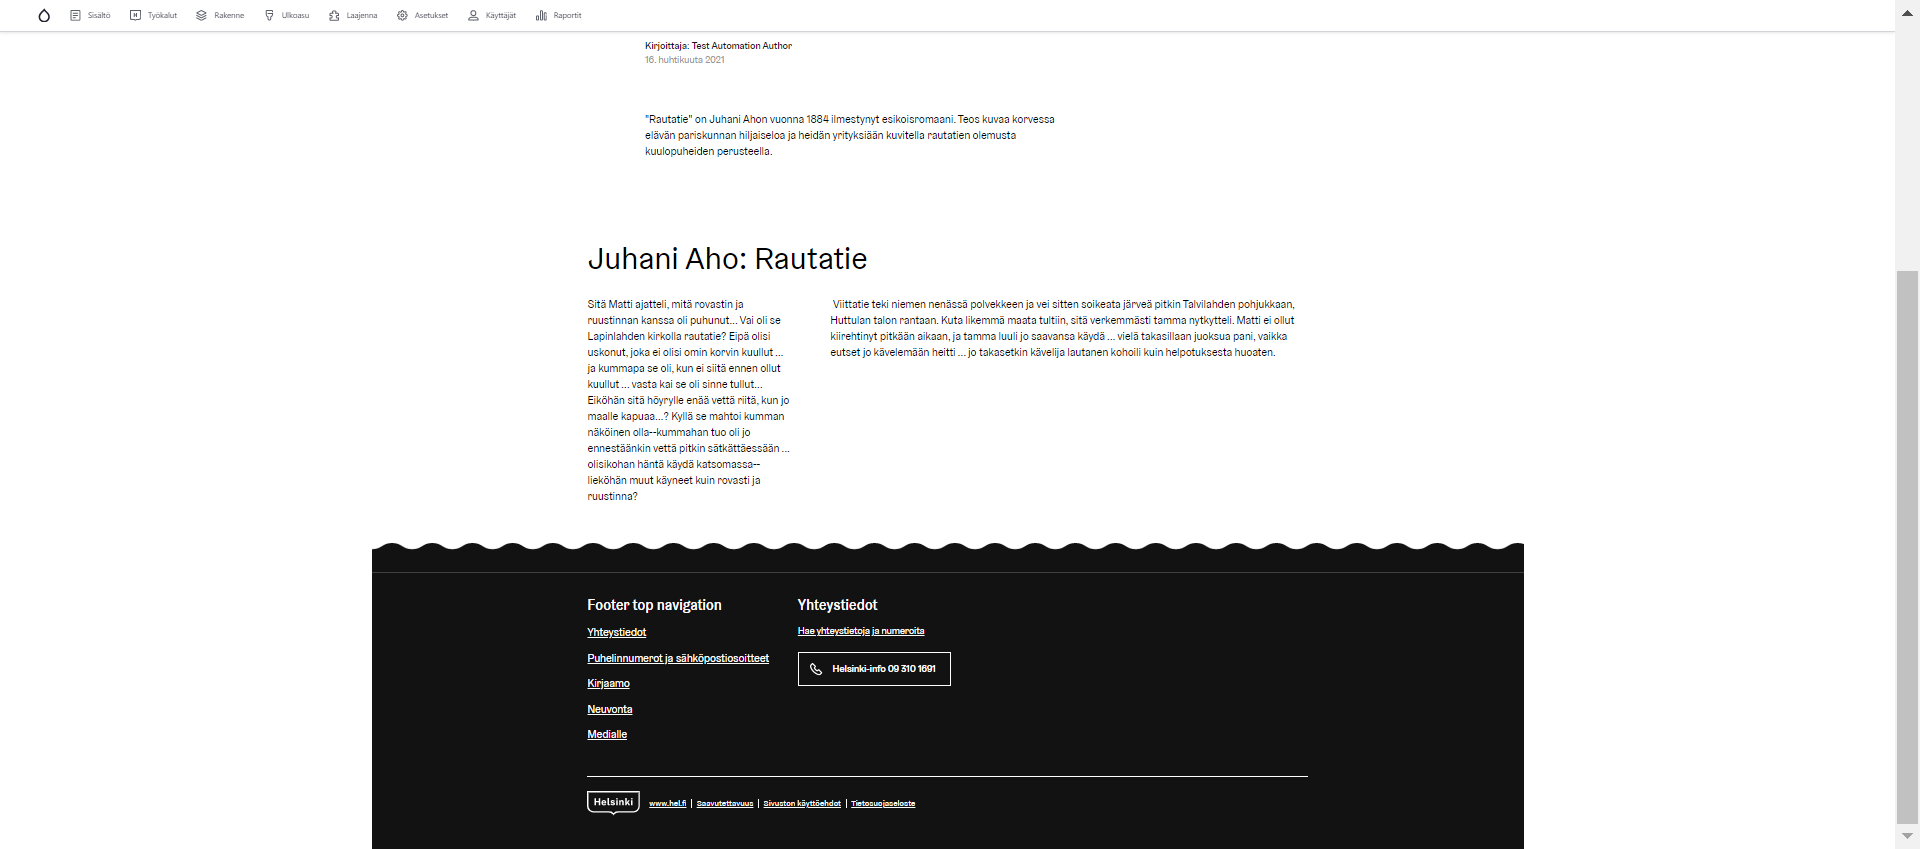 Sisältö Työkalut Rakenne Ulkoasu Laajenna Asetukset Käyttäjät Raportit
Kirjoittaja: Test Automation Author
16. huhtikuuta 2021
"Rautatie" on Juhani Ahon vuonna 1884 ilmestynyt esikoisromaani. Teos kuvaa korvessa
elävän pariskunnan hiljaiseloa ja heidän yrityksiään kuvitella rautatien olemusta
kuulopuheiden perusteella.
Juhani Aho: Rautatie
Sitä Matti ajatteli, mitä rovastin ja
ruustinnan kanssa oli puhunut... Vai oli se
Lapinlahden kirkolla rautatie? Eipä olisi
uskonut, joka ei olisi omin korvin kuullut ...
ja kummapa se oli, kun ei siitä ennen ollut
kuullut ... vasta kai se oli sinne tullut...
Eiköhän sitä höyrylle enää vettä riitä, kun jo
maalle kapuaa...? Kyllä se mahtoi kumman
näköinen olla--kummahan tuo oli jo
ennestäänkin vettä pitkin sätkättäessään ...
olisikohan häntä käydä katsomassa--
lieköhän muut käyneet kuin rovasti ja
ruustinna?
Viittatie teki niemen nenässä polvekkeen ja vei sitten soikeata järveä pitkin Talvilahden pohjukkaan,
Huttulan talon rantaan. Kuta likemmä maata tultiin, sitä verkemmästi tamma nytkytteli. Matti ei ollut
kiirehtinyt pitkään aikaan, ja tamma luuli jo saavansa käydä ... vielä takasillaan juoksua pani, vaikka
eutset jo kävelemään heitti ... jo takasetkin kävelijä lautanen kohoili kuin helpotuksesta huoaten.
Footer top navigation
Yhteystiedot
Puhelinnumerot ja sähköpostiosoitteet
Kirjaamo
Neuvonta
Medialle
Yhteystiedot
Hae yhteystietoja ja numeroita
Helsinki-info 09 310 1691
Helsinki www.hel.fi | Saavutettavuus | Sivuston käyttöehdot | Tietosuojaseloste